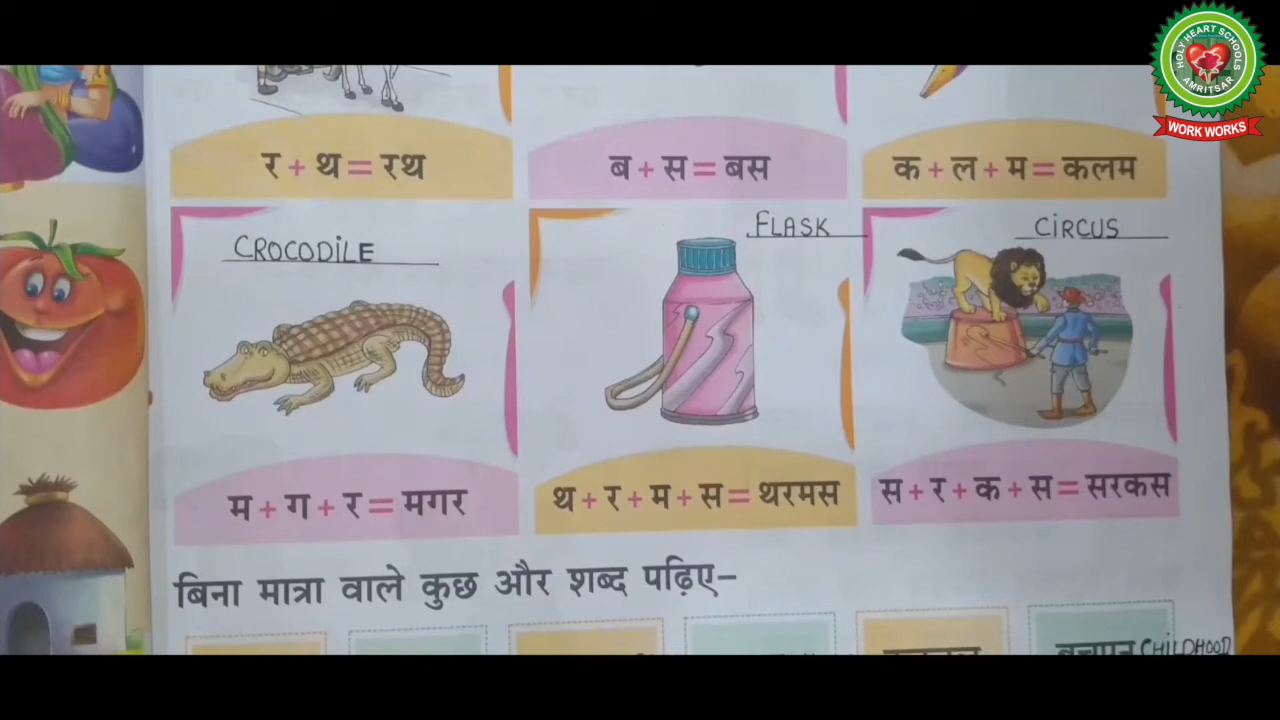 HOLY HEART SCHOOLS
AMRITSAR
WORK WORKS
र + थ = रथ
ब + स = बस
क + ल + म = कलम
CROCODiLE
FLASK
CiRCUS
म + ग + र = मगर
थ + र + म + स = थरमस
स + र + क + स = सरकस
बिना मात्रा वाले कुछ और शब्द पढ़िए–
बचपन CHiLDHOOD